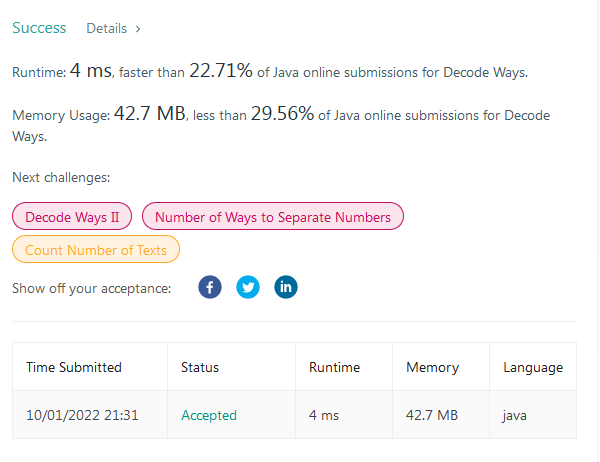 Success Details >
Runtime: 4 ms, faster than 22.71% of Java online submissions for Decode Ways.
Memory Usage: 42.7 MB, less than 29.56% of Java online submissions for Decode
Ways.
Next challenges:
Decode Ways II Number of Ways to Separate Numbers
Count Number of Texts
Show off your acceptance: f in
Time Submitted Status Runtime Memory Language
10/01/2022 21:31 Accepted 4 ms 42.7 MB java